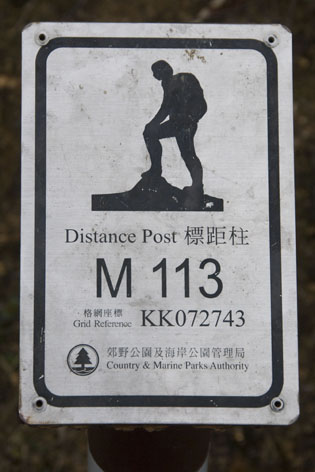 Distance Post 標距柱
M 113
格網座標
Grid Reference KK072743
郊野公園及海岸公園管理局
Country & Marine Parks Authority